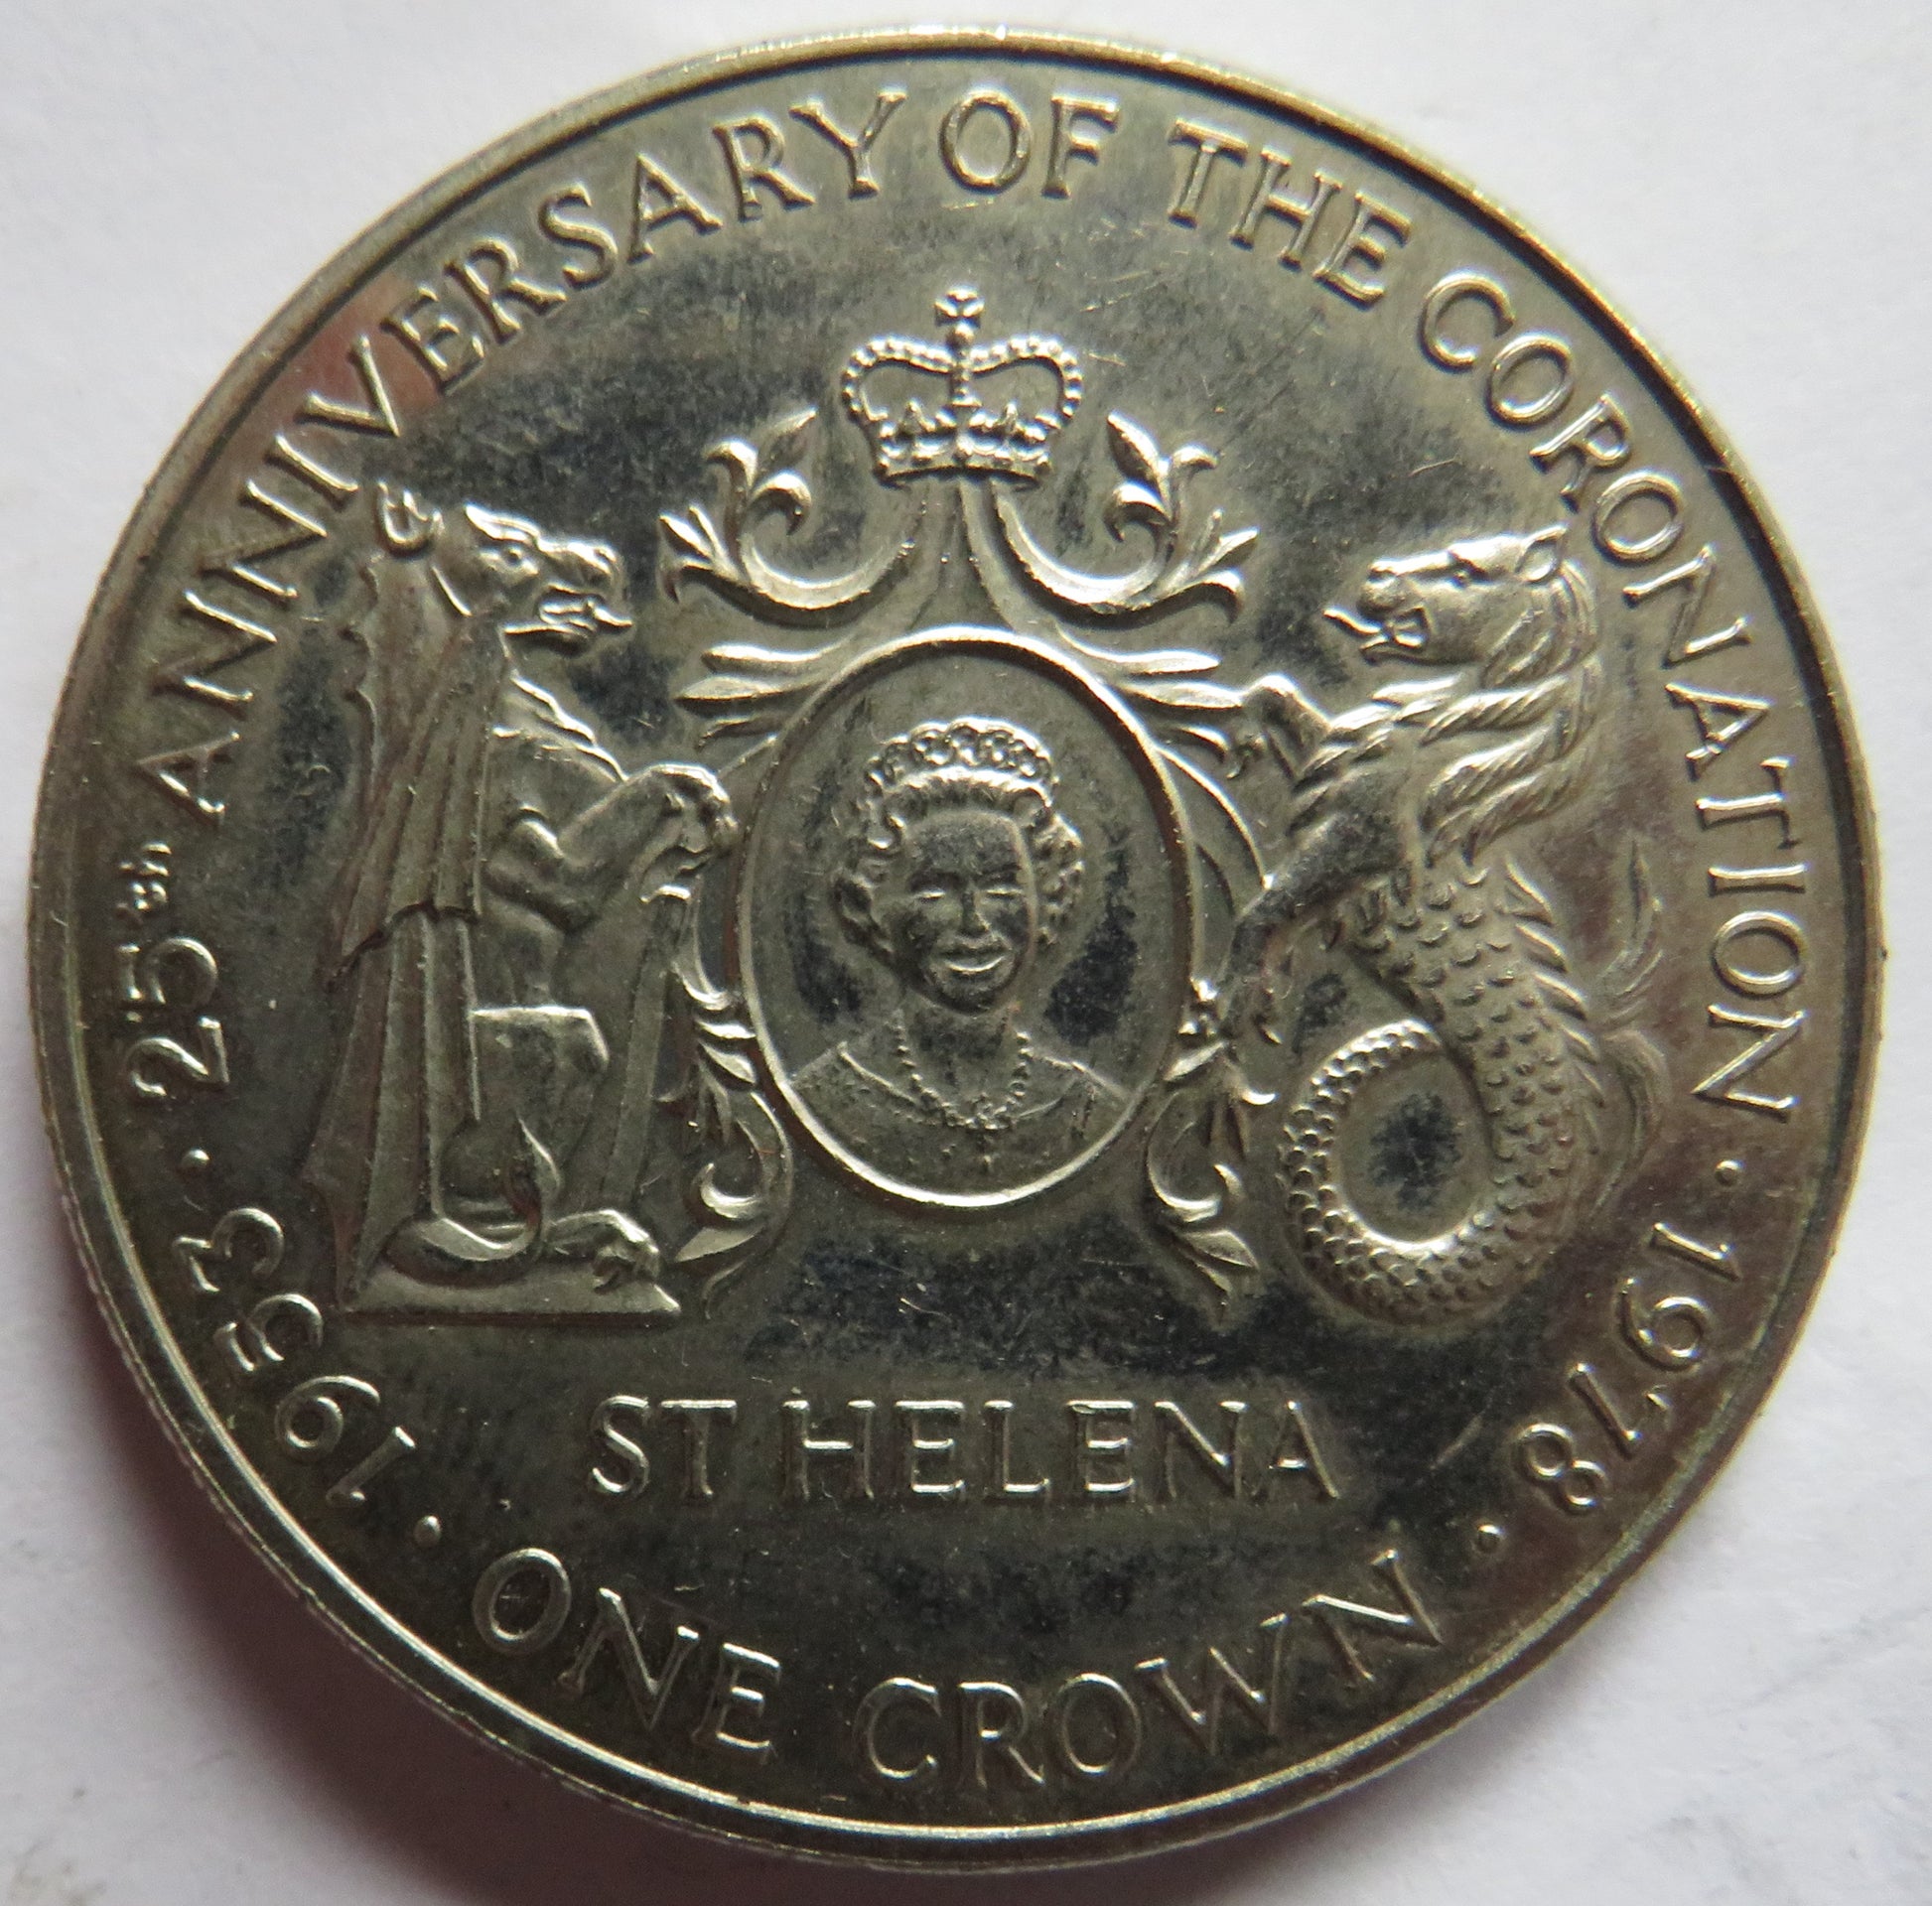 1953 · 25th ANNIVERSARY OF THE CORONATION · 1978
ST HELENA
· ONE CROWN ·